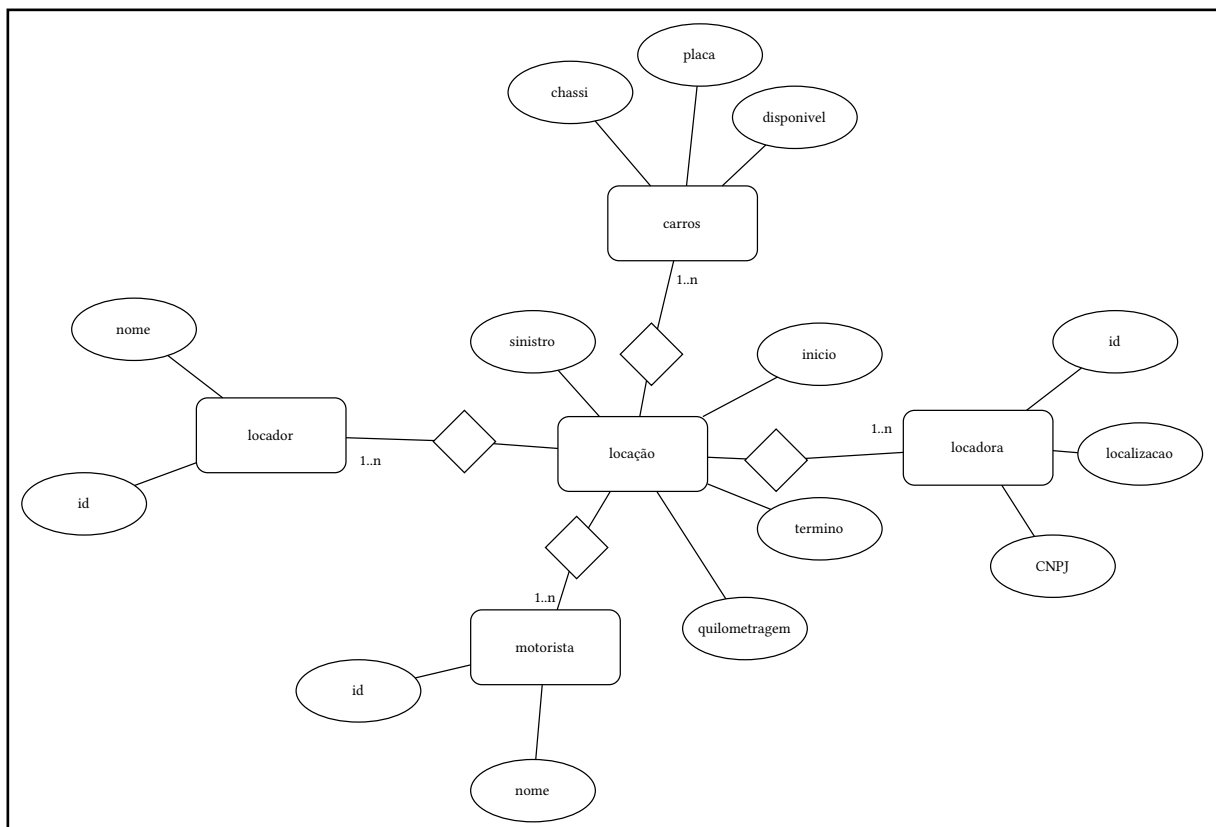 placa
chassi
disponivel
carros
1..n
nome
sinistro
inicio
id
locador
1..n
locação
1..n
locadora
localizacao
id
termino
CNPJ
1..n
motorista
quilometragem
id
nome